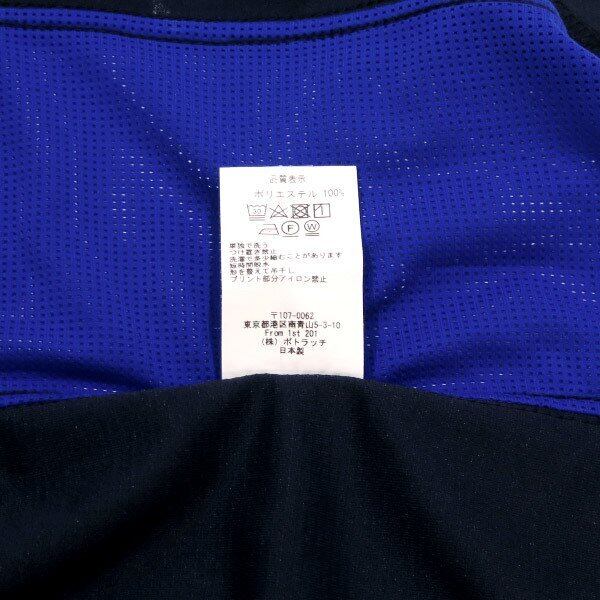 品質表示
ポリエステル 100%
単独で洗う
つけ置き禁止
洗濯で多少縮むことがあります
短時間脱水
形を整えて吊干し
プリント部分アイロン禁止
〒107-0062
東京都港区南青山5-3-10
From 1st 201
(株) ポトラッチ
日本製